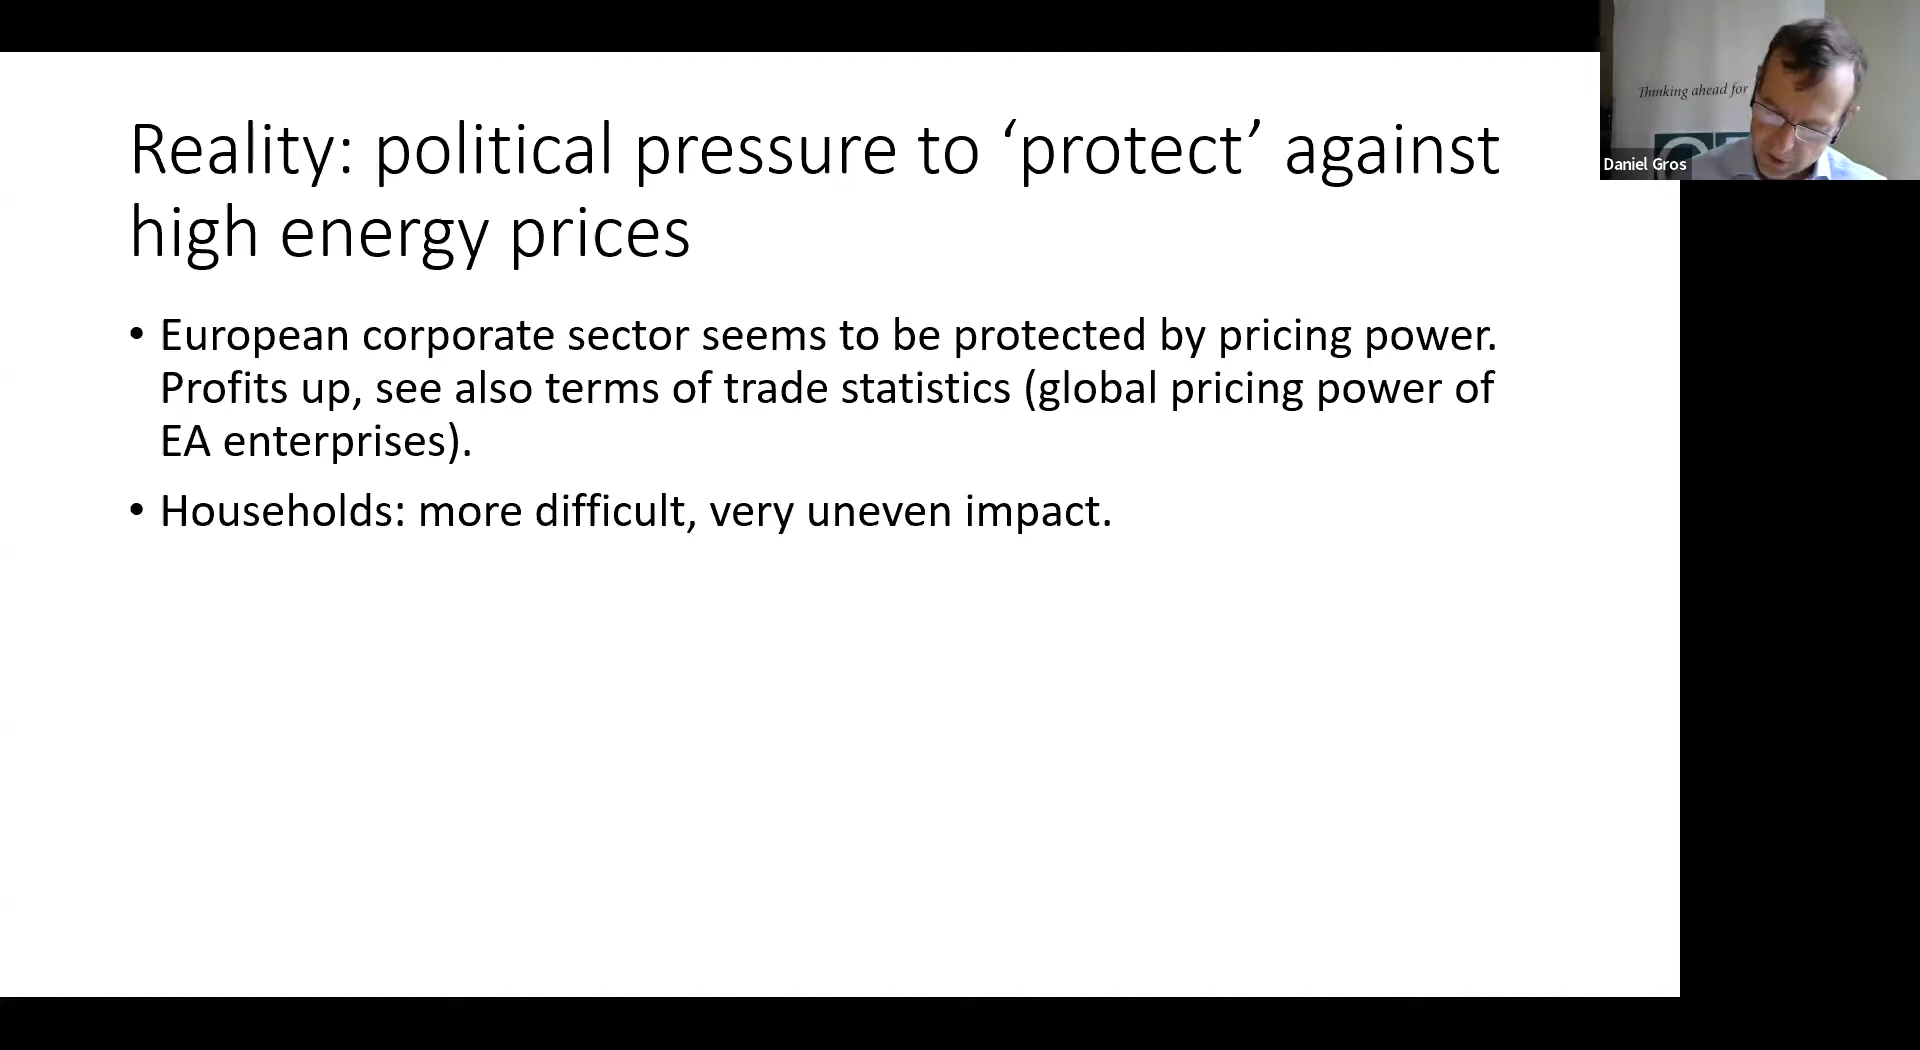 Reality: political pressure to ‘protect’ against
high energy prices
• European corporate sector seems to be protected by pricing power.
Profits up, see also terms of trade statistics (global pricing power of
EA enterprises).
• Households: more difficult, very uneven impact.
Thinking ahead for
Daniel Gros